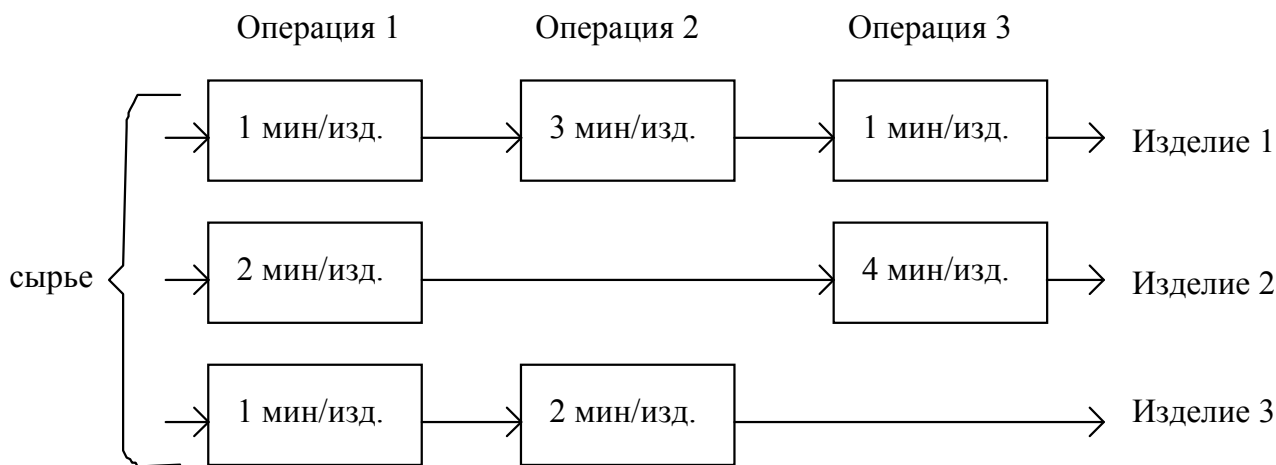 Операция 1 Операция 2 Операция 3
1 мин/изд. 3 мин/изд. 1 мин/изд. Изделие 1
сырье 2 мин/изд. 4 мин/изд. Изделие 2
1 мин/изд. 2 мин/изд. Изделие 3